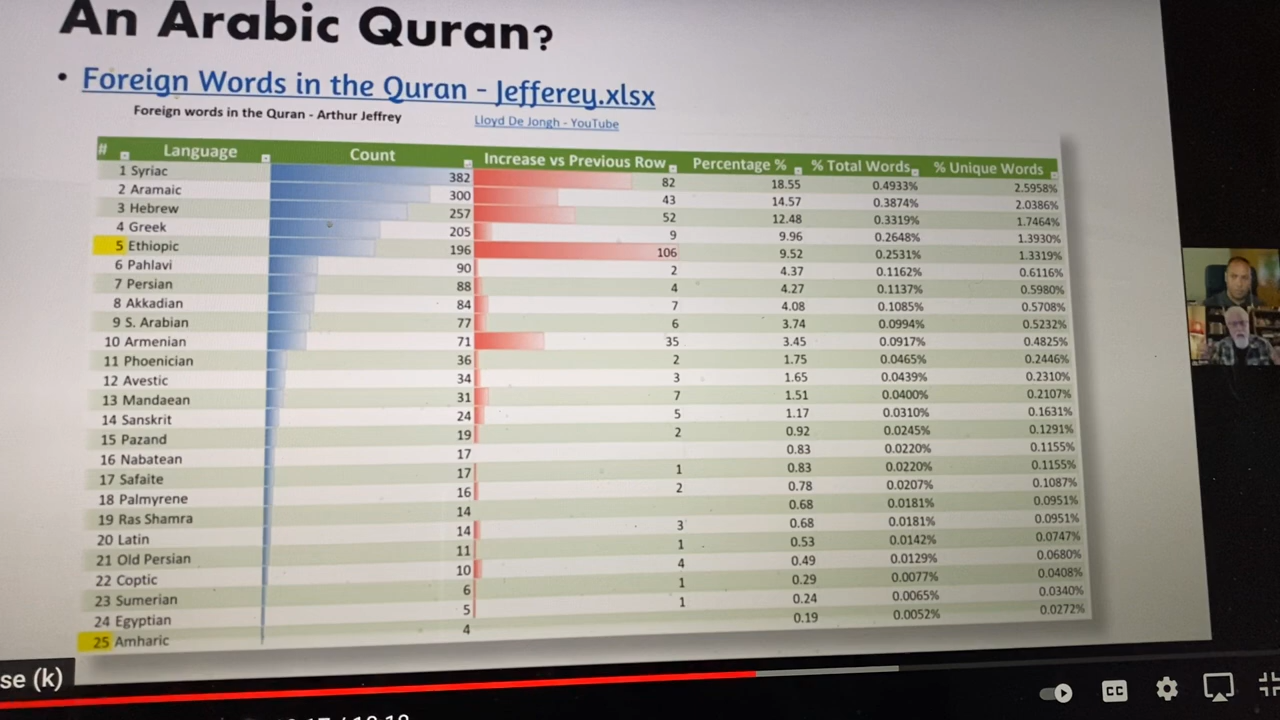 An Arabic Quran?
• Foreign Words in the Quran - Jefferey.xlsx
Foreign words in the Quran - Arthur Jeffrey Lloyd De Jongh - YouTube
# Language Count Increase vs Previous Row Percentage % % Total Words % Unique Words
1 Syriac 382 82 18.55 0.4933% 2.5958%
2 Aramaic 300 43 14.57 0.3874% 2.0386%
3 Hebrew 257 52 12.48 0.3319% 1.7464%
4 Greek 205 9 9.96 0.2648% 1.3930%
5 Ethiopic 196 106 9.52 0.2531% 1.3319%
6 Pahlavi 90 2 4.37 0.1162% 0.6116%
7 Persian 88 4 4.27 0.1137% 0.5980%
8 Akkadian 84 7 4.08 0.1085% 0.5708%
9 S. Arabian 77 6 3.74 0.0994% 0.5232%
10 Armenian 71 35 3.45 0.0917% 0.4825%
11 Phoenician 36 2 1.75 0.0465% 0.2446%
12 Avestic 34 3 1.65 0.0439% 0.2310%
13 Mandaean 31 7 1.51 0.0400% 0.2107%
14 Sanskrit 24 5 1.17 0.0310% 0.1631%
15 Pazand 19 2 0.92 0.0245% 0.1291%
16 Nabatean 17 0.83 0.0220% 0.1155%
17 Safaite 17 1 0.83 0.0220% 0.1155%
18 Palmyrene 16 2 0.78 0.0207% 0.1087%
19 Ras Shamra 14 0.68 0.0181% 0.0951%
20 Latin 14 3 0.68 0.0181% 0.0951%
21 Old Persian 11 1 0.53 0.0142% 0.0747%
22 Coptic 10 4 0.49 0.0129% 0.0680%
23 Sumerian 6 1 0.29 0.0077% 0.0408%
24 Egyptian 5 1 0.24 0.0065% 0.0340%
25 Amharic 4 0.19 0.0052% 0.0272%
se (k)
CC